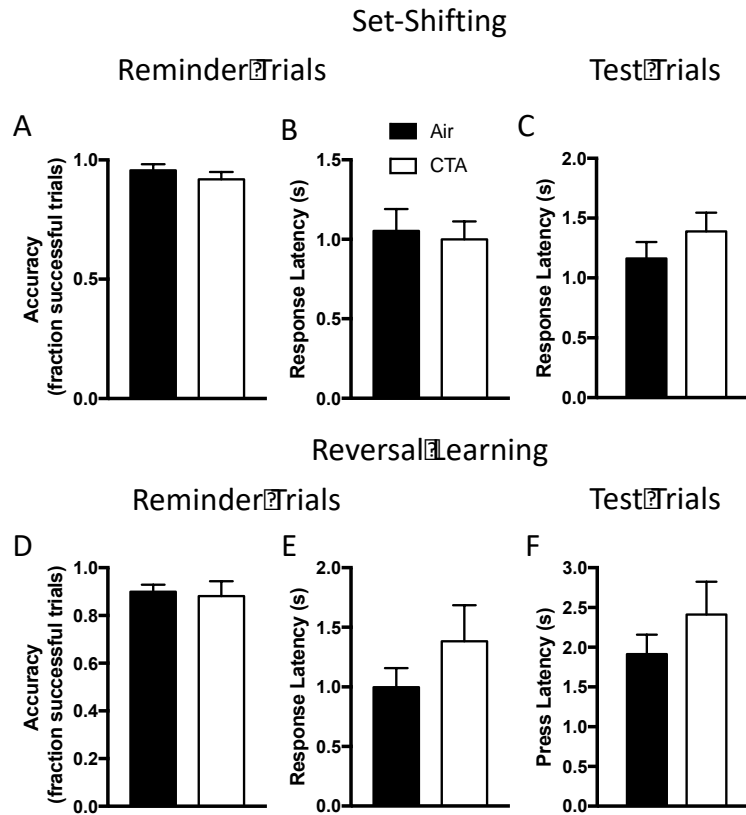 Set-Shifting
Reminder Trials
Test Trials
A
B
C
Air
CTA
Accuracy
(fraction successful trials)
1.0
0.5
0.0
Response Latency (s)
1.5
1.0
0.5
0.0
Response Latency (s)
2.0
1.5
1.0
0.5
0.0
Reversal Learning
Reminder Trials
Test Trials
D
E
F
Accuracy
(fraction successful trials)
1.0
0.8
0.6
0.4
0.2
0.0
Response Latency (s)
2.0
1.5
1.0
0.5
0.0
Press Latency (s)
3.0
2.5
2.0
1.5
1.0
0.5
0.0